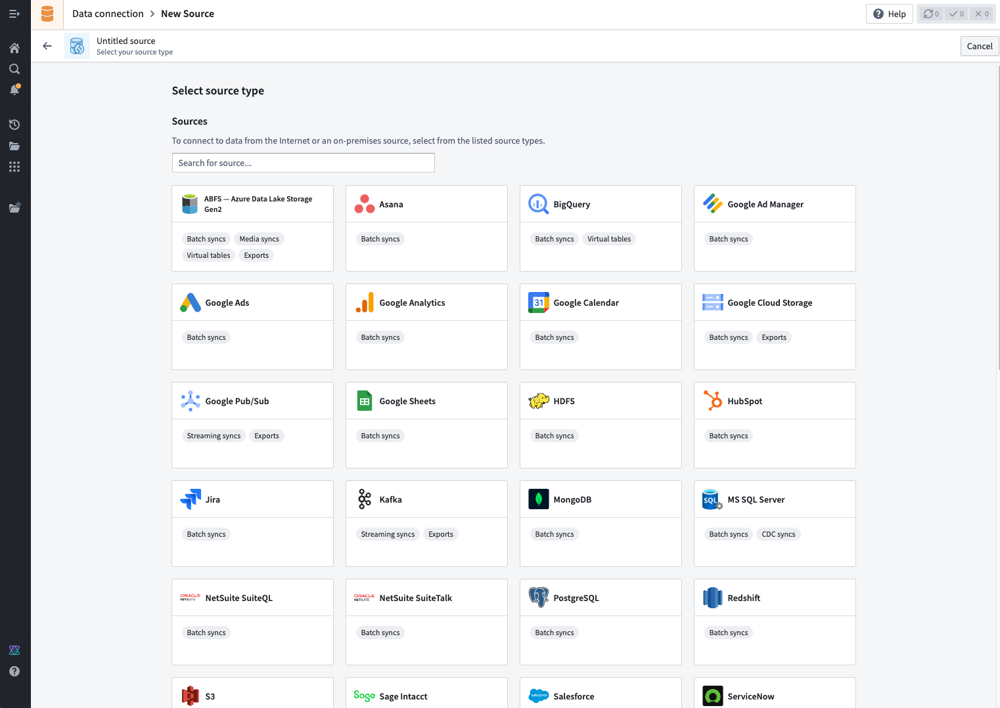 Data connection > New Source
Help
0
0
0
Untitled source
Select your source type
Cancel
Select source type
Sources
To connect to data from the Internet or an on-premises source, select from the listed source types.
Search for source...
ABFS — Azure Data Lake Storage
Gen2
Batch syncs Media syncs
Virtual tables Exports
Asana
Batch syncs
BigQuery
Batch syncs Virtual tables
Google Ad Manager
Batch syncs
Google Ads
Batch syncs
Google Analytics
Batch syncs
31
Google Calendar
Batch syncs
Google Cloud Storage
Batch syncs Exports
Google Pub/Sub
Streaming syncs Exports
Google Sheets
Batch syncs
HDFS
Batch syncs
HubSpot
Batch syncs
Jira
Batch syncs
Kafka
Streaming syncs Exports
MongoDB
Batch syncs
SQL
MS SQL Server
Batch syncs CDC syncs
ORACLE
NETSUITE
NetSuite SuiteQL
Batch syncs
ORACLE
NETSUITE
NetSuite SuiteTalk
Batch syncs
PostgreSQL
Batch syncs
Redshift
Batch syncs
S3
Sage
Sage Intacct
salesforce
Salesforce
ServiceNow